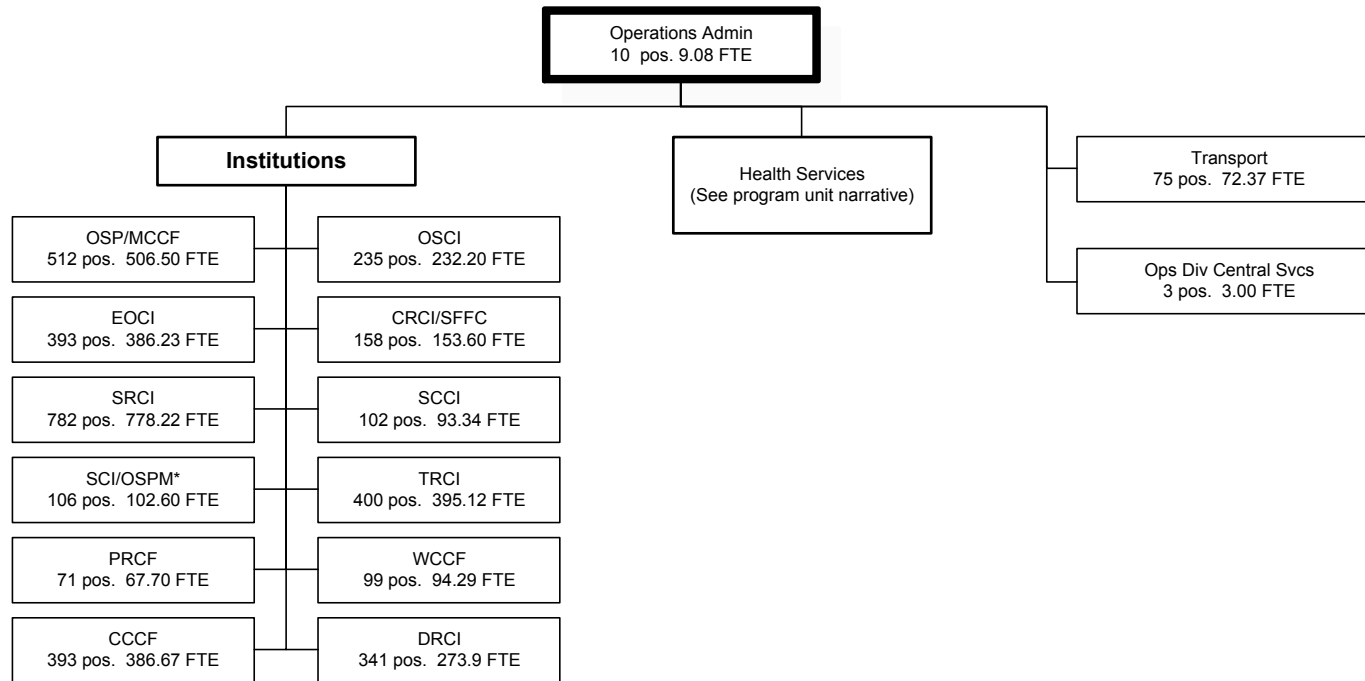 Operations Admin
10 pos. 9.08 FTE
Institutions
Health Services
(See program unit narrative)
Transport
75 pos. 72.37 FTE
Ops Div Central Svcs
3 pos. 3.00 FTE
OSP/MCCF
512 pos. 506.50 FTE
OSCI
235 pos. 232.20 FTE
EOCI
393 pos. 386.23 FTE
CRCI/SFFC
158 pos. 153.60 FTE
SRCI
782 pos. 778.22 FTE
SCCI
102 pos. 93.34 FTE
SCI/OSPM*
106 pos. 102.60 FTE
TRCI
400 pos. 395.12 FTE
PRCF
71 pos. 67.70 FTE
WCCF
99 pos. 94.29 FTE
CCCF
393 pos. 386.67 FTE
DRCI
341 pos. 273.9 FTE